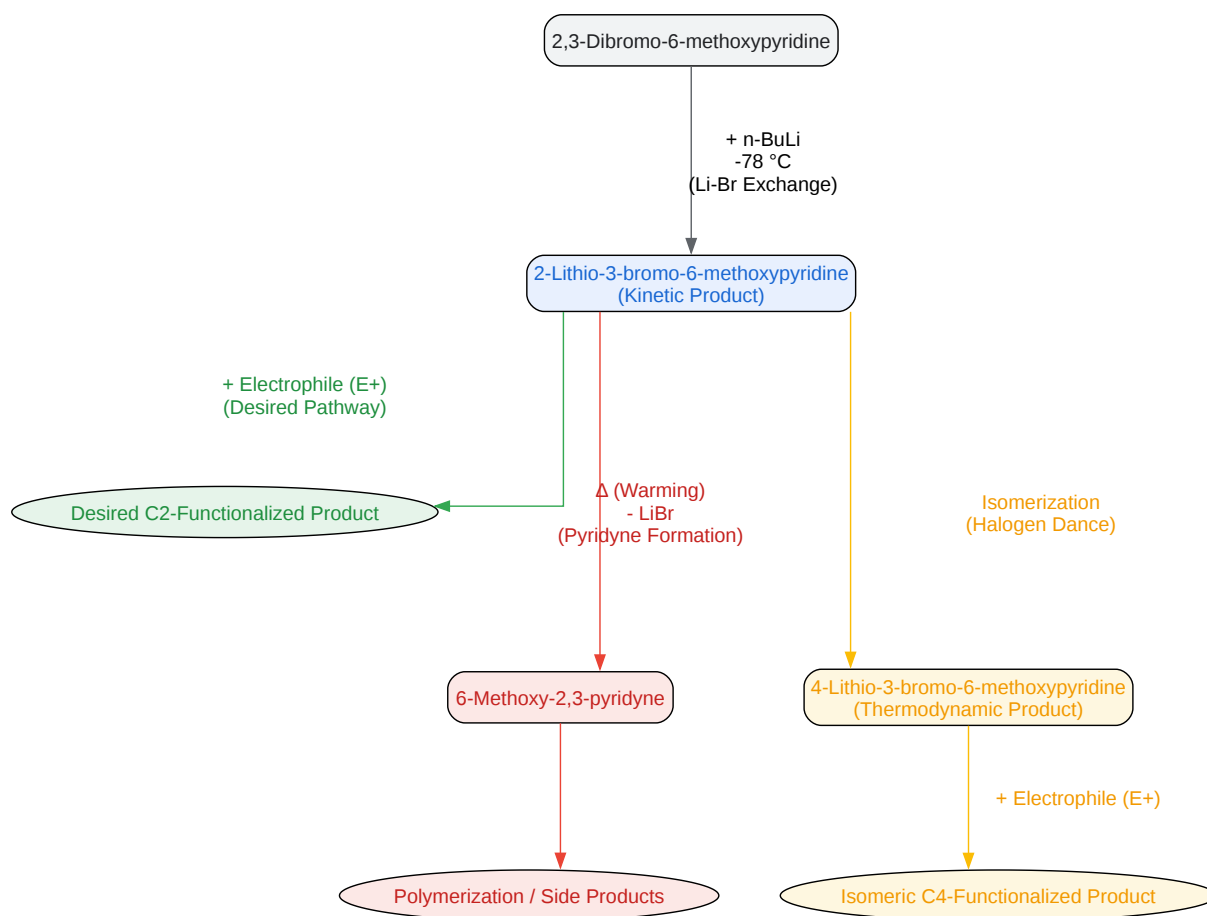 2,3-Dibromo-6-methoxypyridine
+ n-BuLi
-78 °C
(Li-Br Exchange)
2-Lithio-3-bromo-6-methoxypyridine
(Kinetic Product)
+ Electrophile (E+)
(Desired Pathway)
Desired C2-Functionalized Product
Δ (Warming)
- LiBr
(Pyridyne Formation)
Isomerization
(Halogen Dance)
6-Methoxy-2,3-pyridyne
4-Lithio-3-bromo-6-methoxypyridine
(Thermodynamic Product)
+ Electrophile (E+)
Polymerization / Side Products
Isomeric C4-Functionalized Product